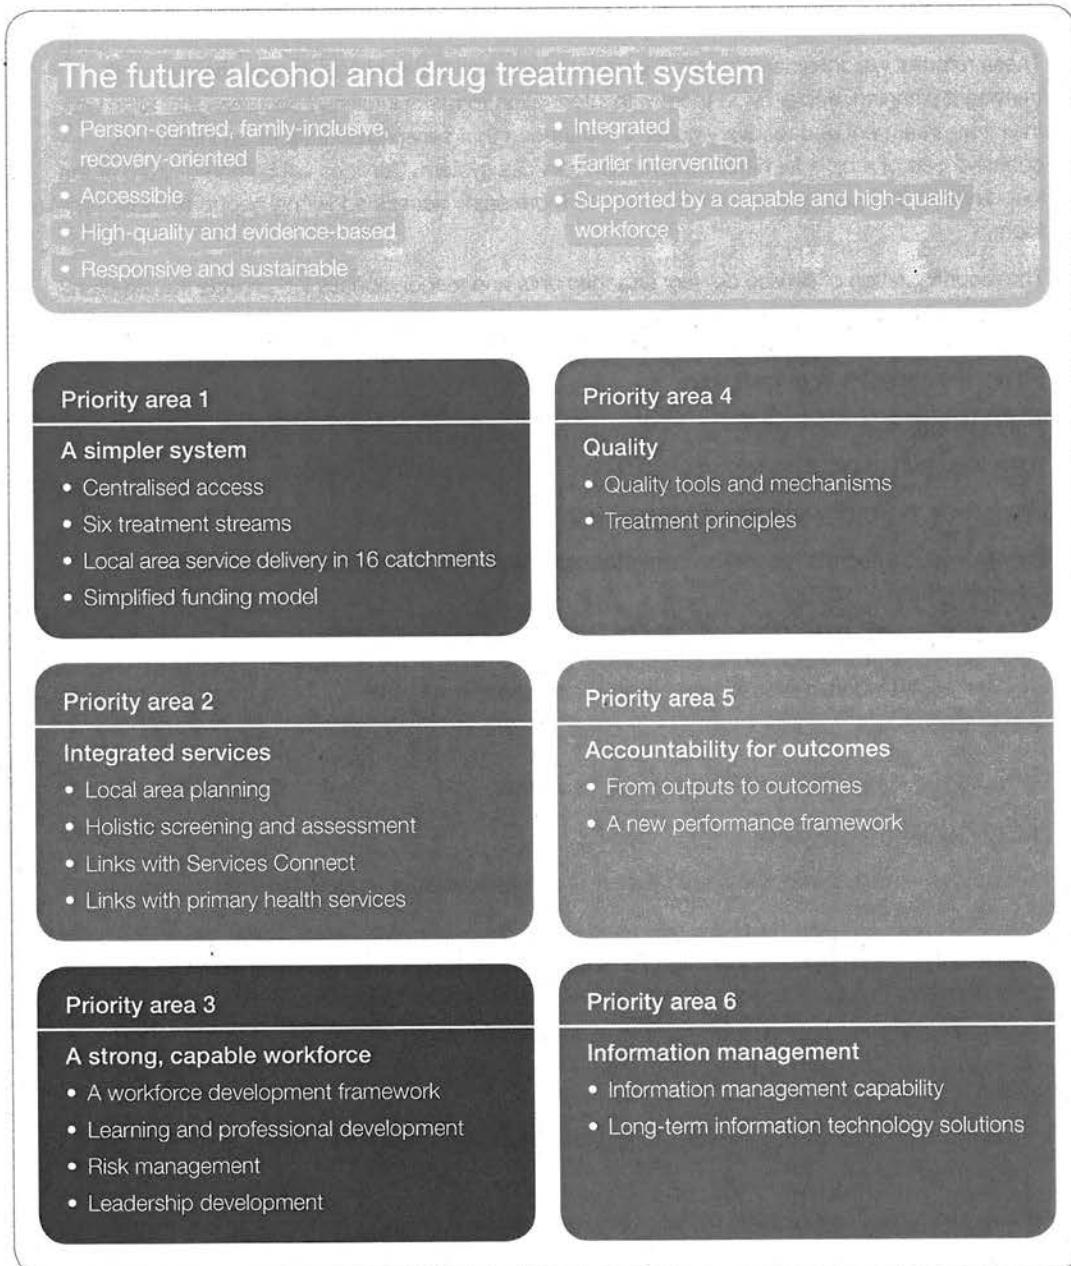 The future alcohol and drug treatment system
• Person-centred, family-inclusive,
recovery-oriented
• Accessible
• High-quality and evidence-based
• Responsive and sustainable
• Integrated
• Earlier intervention
• Supported by a capable and high-quality
workforce
Priority area 1
A simpler system
• Centralised access
• Six treatment streams
• Local area service delivery in 16 catchments
• Simplified funding model
Priority area 2
Integrated services
• Local area planning
• Holistic screening and assessment
• Links with Services Connect
• Links with primary health services
Priority area 3
A strong, capable workforce
• A workforce development framework
• Learning and professional development
• Risk management
• Leadership development
Priority area 4
Quality
• Quality tools and mechanisms
• Treatment principles
Priority area 5
Accountability for outcomes
• From outputs to outcomes
• A new performance framework
Priority area 6
Information management
• Information management capability
• Long-term information technology solutions